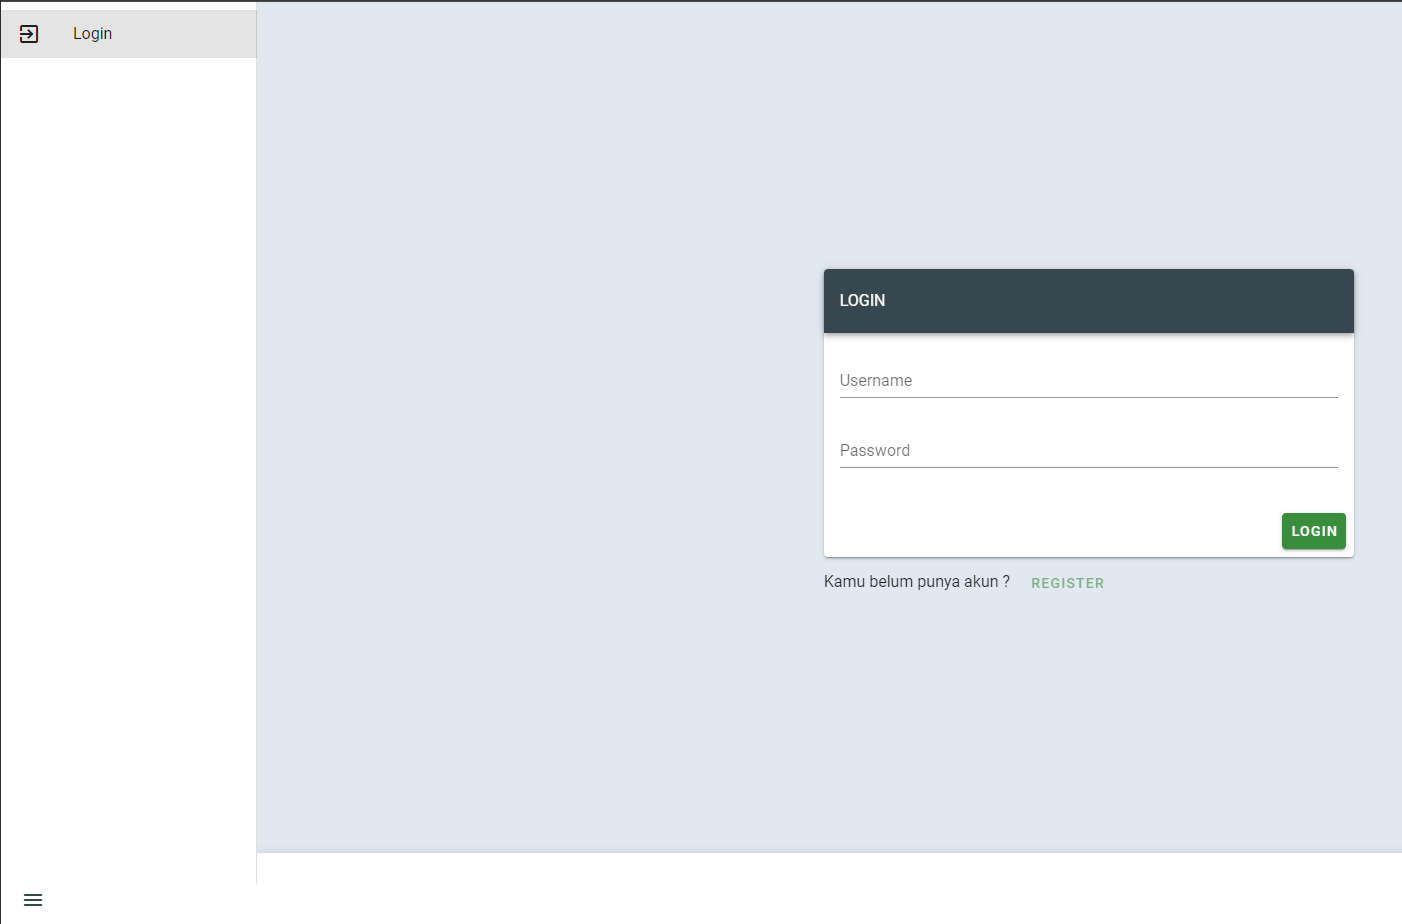 Login
LOGIN
Username
Password
LOGIN
Kamu belum punya akun ? REGISTER